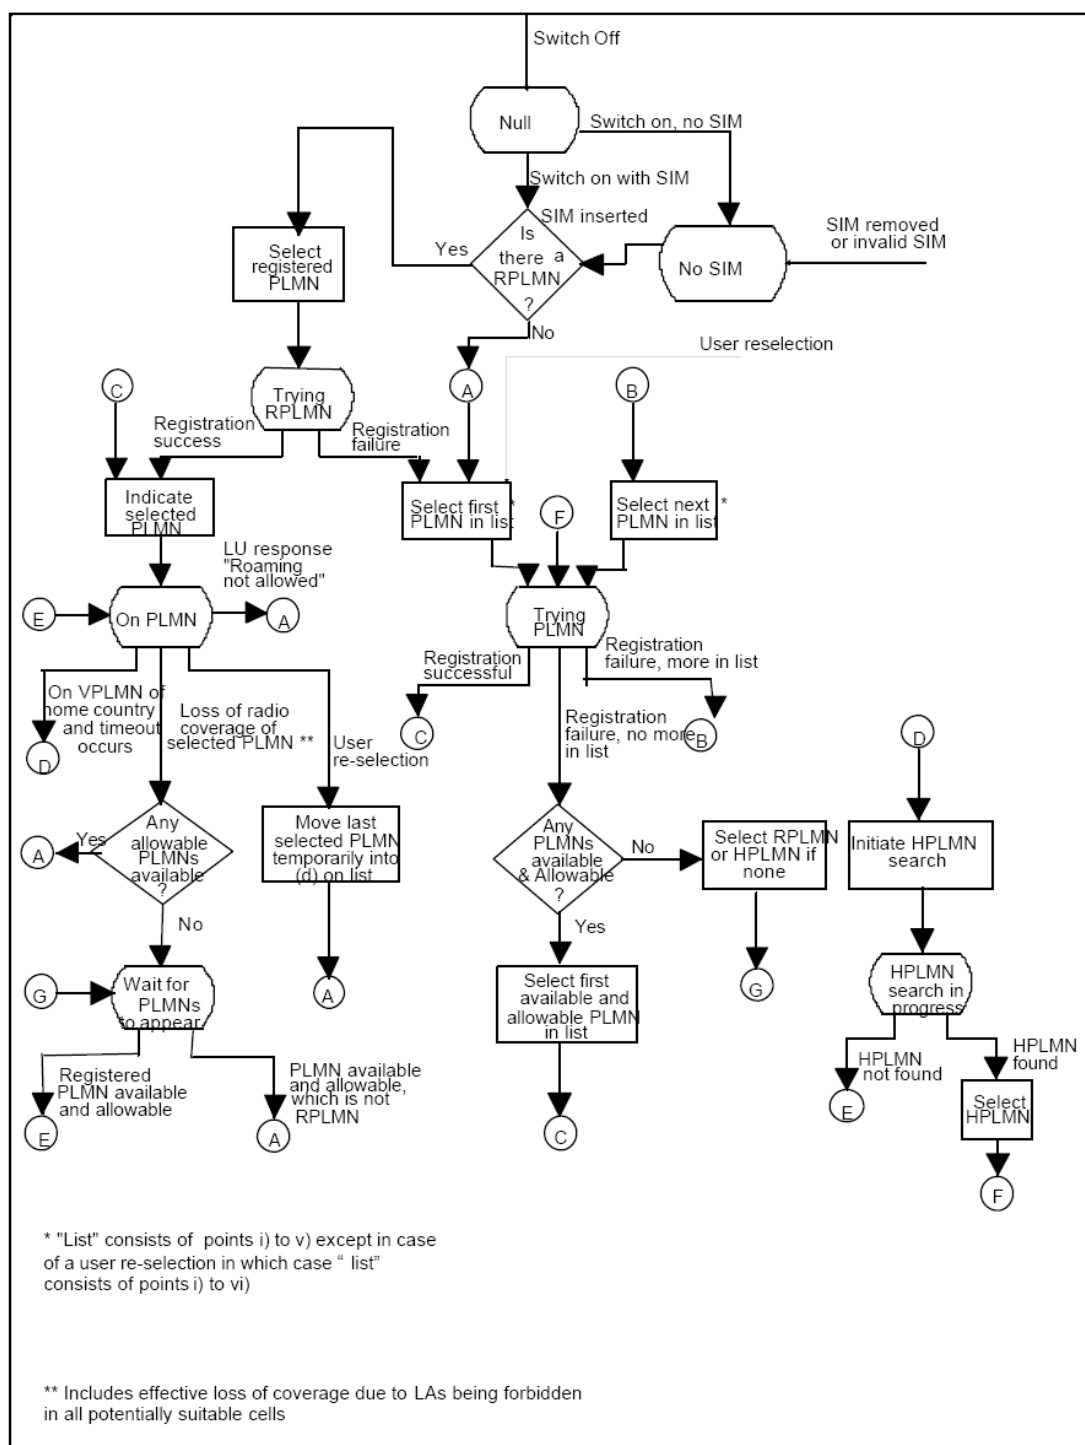 Switch Off
Null
Switch on, no SIM
Switch on with SIM
SIM inserted
SIM removed
or invalid SIM
Is
there a
RPLMN
?
Yes
No
No SIM
Select
registered
PLMN
User reselection
C
Trying
RPLMN
A
B
Registration
success
Registration
failure
Indicate
selected
PLMN
Select first *
PLMN in list
F
Select next *
PLMN in list
LU response
"Roaming
not allowed"
E
On PLMN
A
Trying
PLMN
Registration
successful
Registration
failure, more in list
On VPLMN of
home country
and timeout
occurs
Loss of radio
coverage of
selected PLMN **
User
re-selection
C
Registration
failure, no more
in list
B
D
D
Any
allowable
PLMNs
available
?
Yes
A
No
Move last
selected PLMN
temporarily into
(d) on list
Any
PLMNs
available
& Allowable
?
No
Yes
Select RPLMN
or HPLMN if
none
Initiate HPLMN
search
G
Wait for
PLMNs
to appear
A
Select first
available and
allowable PLMN
in list
G
HPLMN
search in
progress
Registered
PLMN available
and allowable
PLMN available
and allowable,
which is not
RPLMN
HPLMN
not found
HPLMN
found
E
A
C
E
Select
HPLMN
F
* "List" consists of points i) to v) except in case
of a user re-selection in which case “ list”
consists of points i) to vi)
** Includes effective loss of coverage due to LAs being forbidden
in all potentially suitable cells